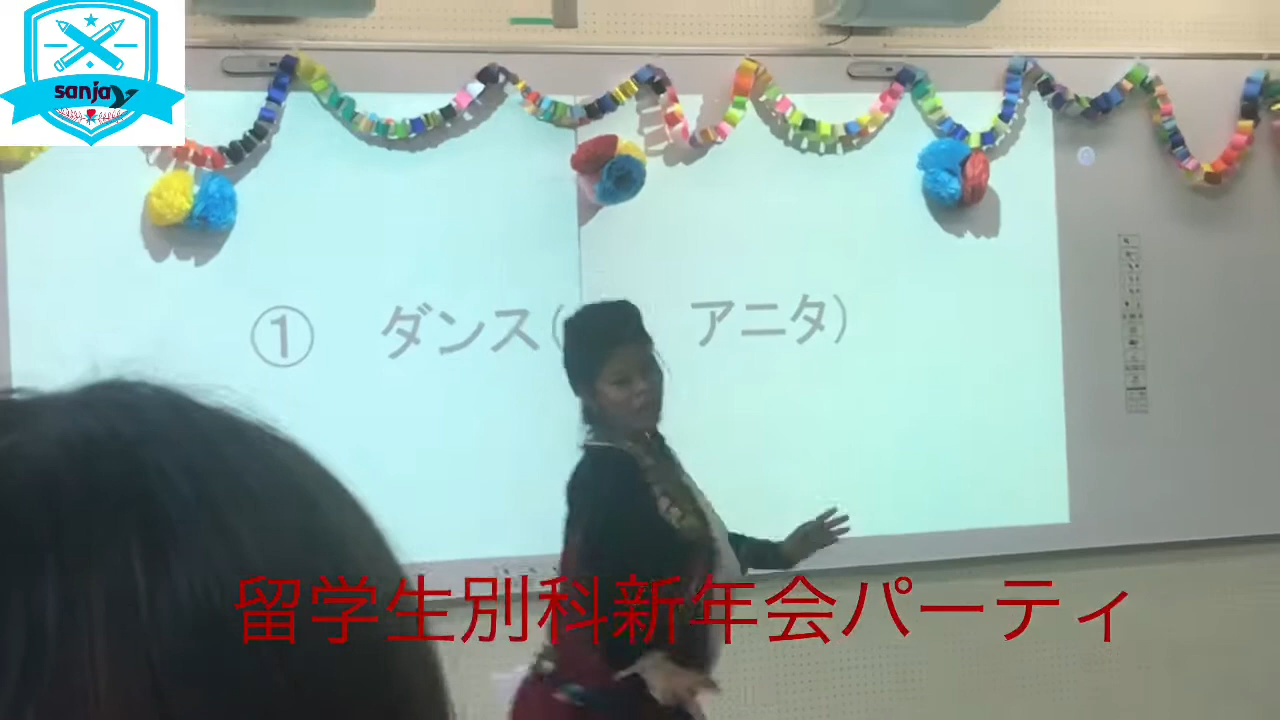 sanjay
① ダンス( アニタ)
留学生別科新年会パーティ